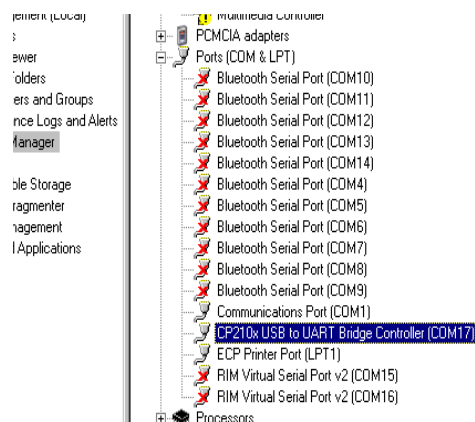 ement (Local)
s
ewer
folders
ers and Groups
nce Logs and Alerts
Manager
ble Storage
ragmenter
nagement
Applications
Multimedia Controller
PCMCIA adapters
Ports (COM & LPT)
Bluetooth Serial Port (COM10)
Bluetooth Serial Port (COM11)
Bluetooth Serial Port (COM12)
Bluetooth Serial Port (COM13)
Bluetooth Serial Port (COM14)
Bluetooth Serial Port (COM4)
Bluetooth Serial Port (COM5)
Bluetooth Serial Port (COM6)
Bluetooth Serial Port (COM7)
Bluetooth Serial Port (COM8)
Bluetooth Serial Port (COM9)
Communications Port (COM1)
CP210x USB to UART Bridge Controller (COM17)
ECP Printer Port (LPT1)
RIM Virtual Serial Port v2 (COM15)
RIM Virtual Serial Port v2 (COM16)
Processors